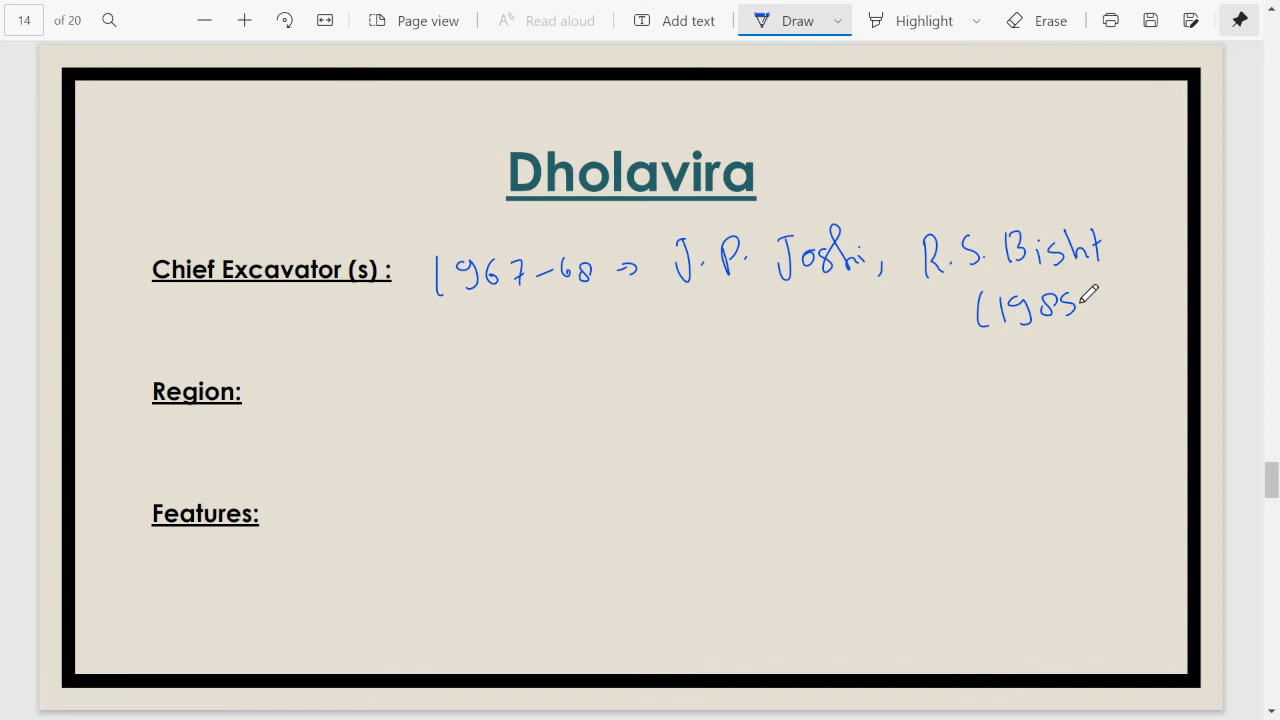 14 of 20 Page view Read aloud Add text Draw Highlight Erase
Dholavira
Chief Excavator (s) : 1967-68 → J. P. Joshi, R. S. Bisht
(1985
Region:
Features: